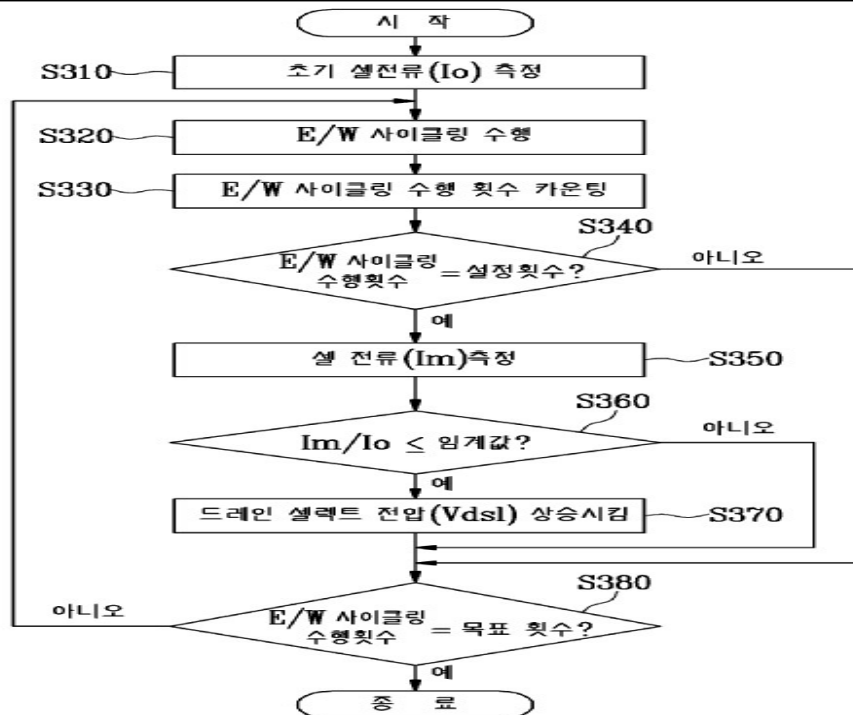 시 작
S310
초기 셀전류(Io) 측정
S320
E/W 사이클링 수행
S330
E/W 사이클링 수행 횟수 카운팅
S340
E/W 사이클링
수행횟수 = 설정횟수?
아니오
예
셀 전류(Im)측정
S350
S360
Im/Io ≤ 임계값?
아니오
예
드레인 셀렉트 전압(Vdsl) 상승시킴
S370
S380
아니오
E/W 사이클링
수행횟수 = 목표 횟수?
예
종 료